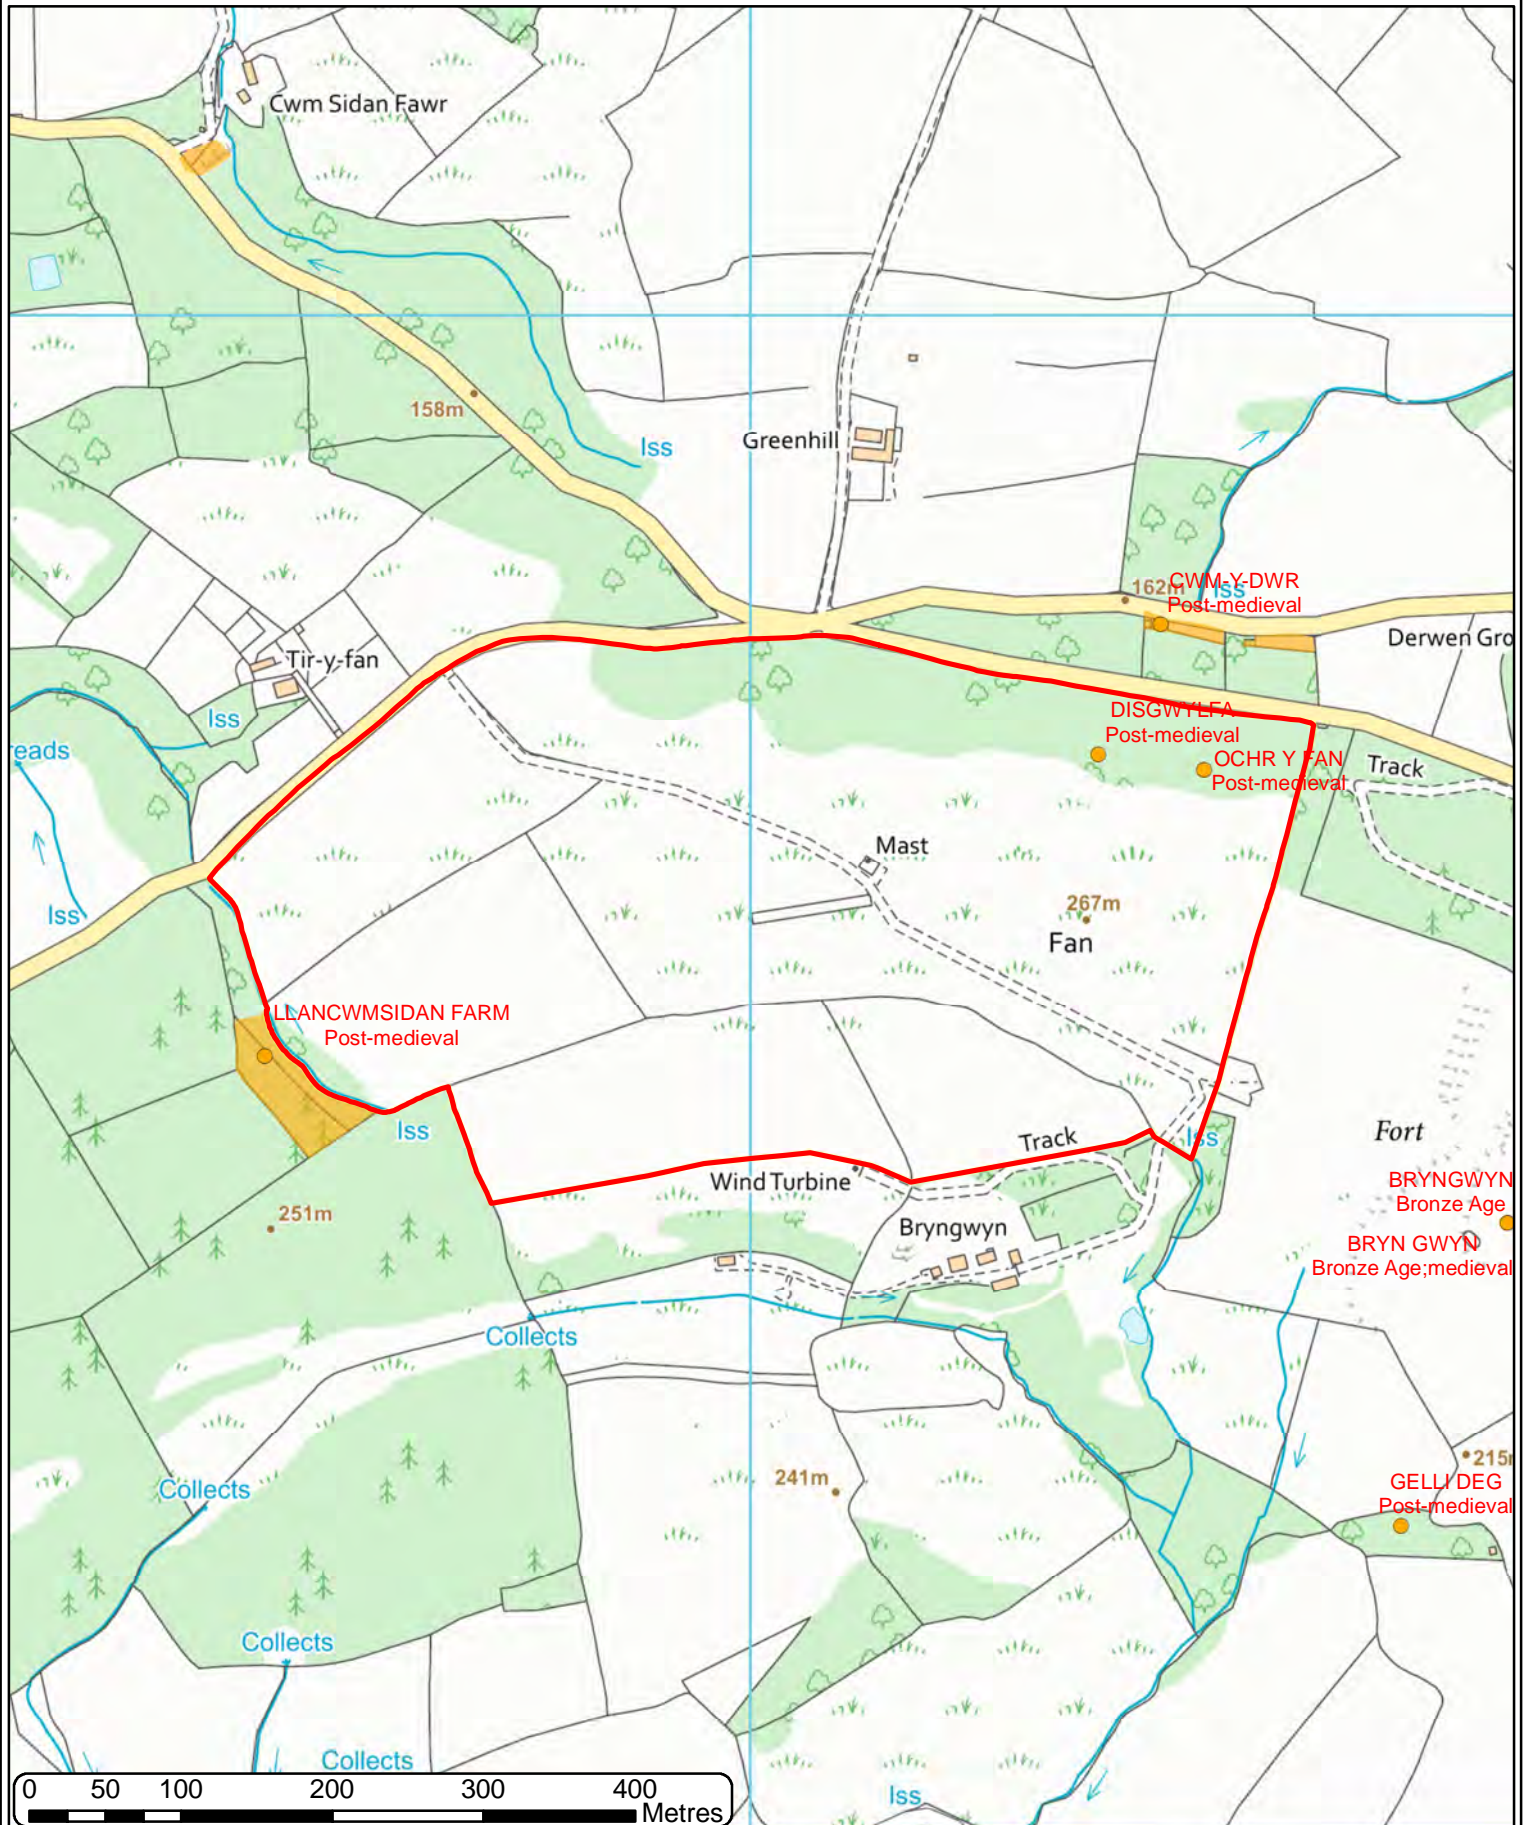 Cwm Sidan Fawr
158m
Iss
Greenhill
162m
Iss
CWM-Y-DWR
Post-medieval
Derwen Gro
Tir-y-fan
Iss
reads
DISGWYLFA
Post-medieval
OCHR Y FAN
Post-medieval
Track
Mast
Iss
267m
Fan
LLANCWMSIDAN FARM
Post-medieval
Iss
Track
Iss
Fort
Wind Turbine
BRYNGWYN
Bronze Age
251m
Bryngwyn
BRYN GWYN
Bronze Age;medieval
Collects
241m
215m
Collects
GELLI DEG
Post-medieval
Collects
Collects
Iss
0 50 100 200 300 400
Metres